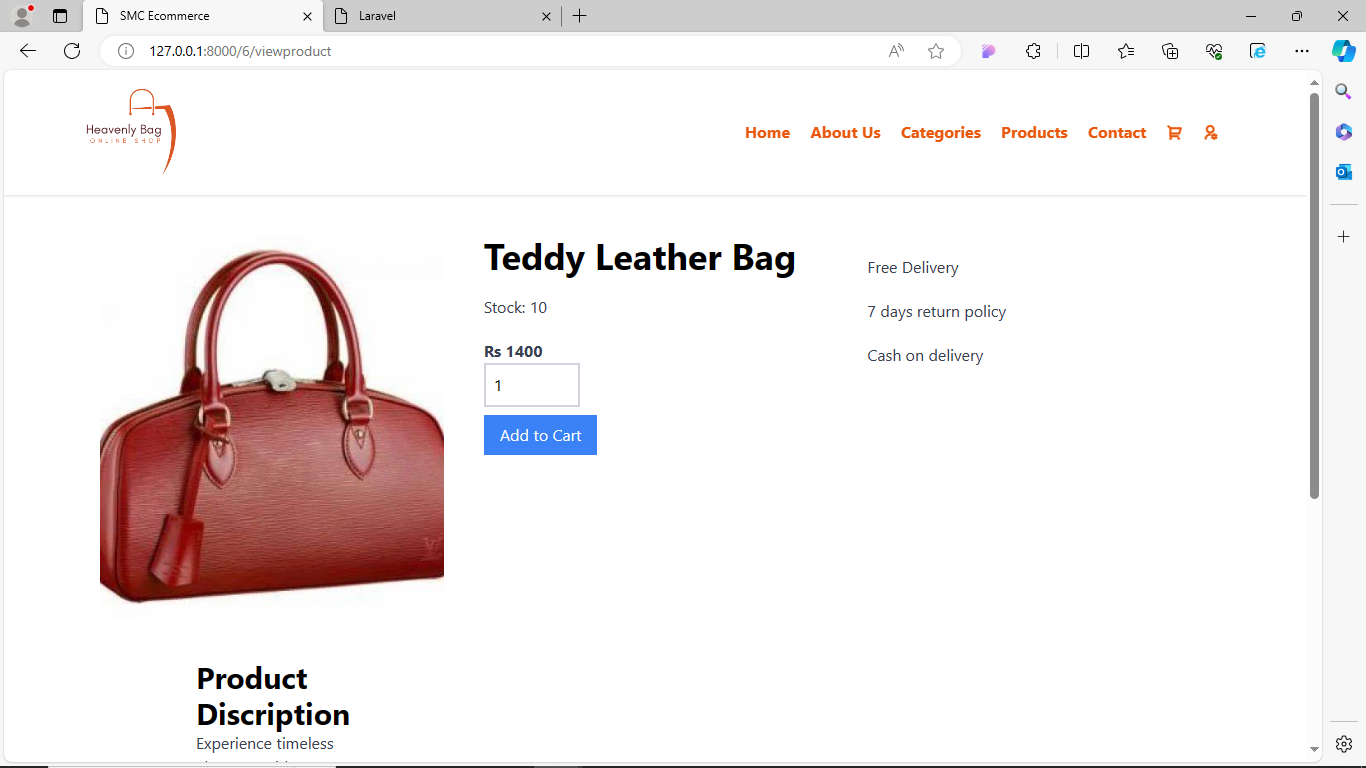 SMC Ecommerce
Laravel
127.0.0.1:8000/6/viewproduct
Heavenly Bag
ONLINE SHOP
Home
About Us
Categories
Products
Contact
Teddy Leather Bag
Stock: 10
Rs 1400
1
Add to Cart
Free Delivery
7 days return policy
Cash on delivery
Product
Discription
Experience timeless